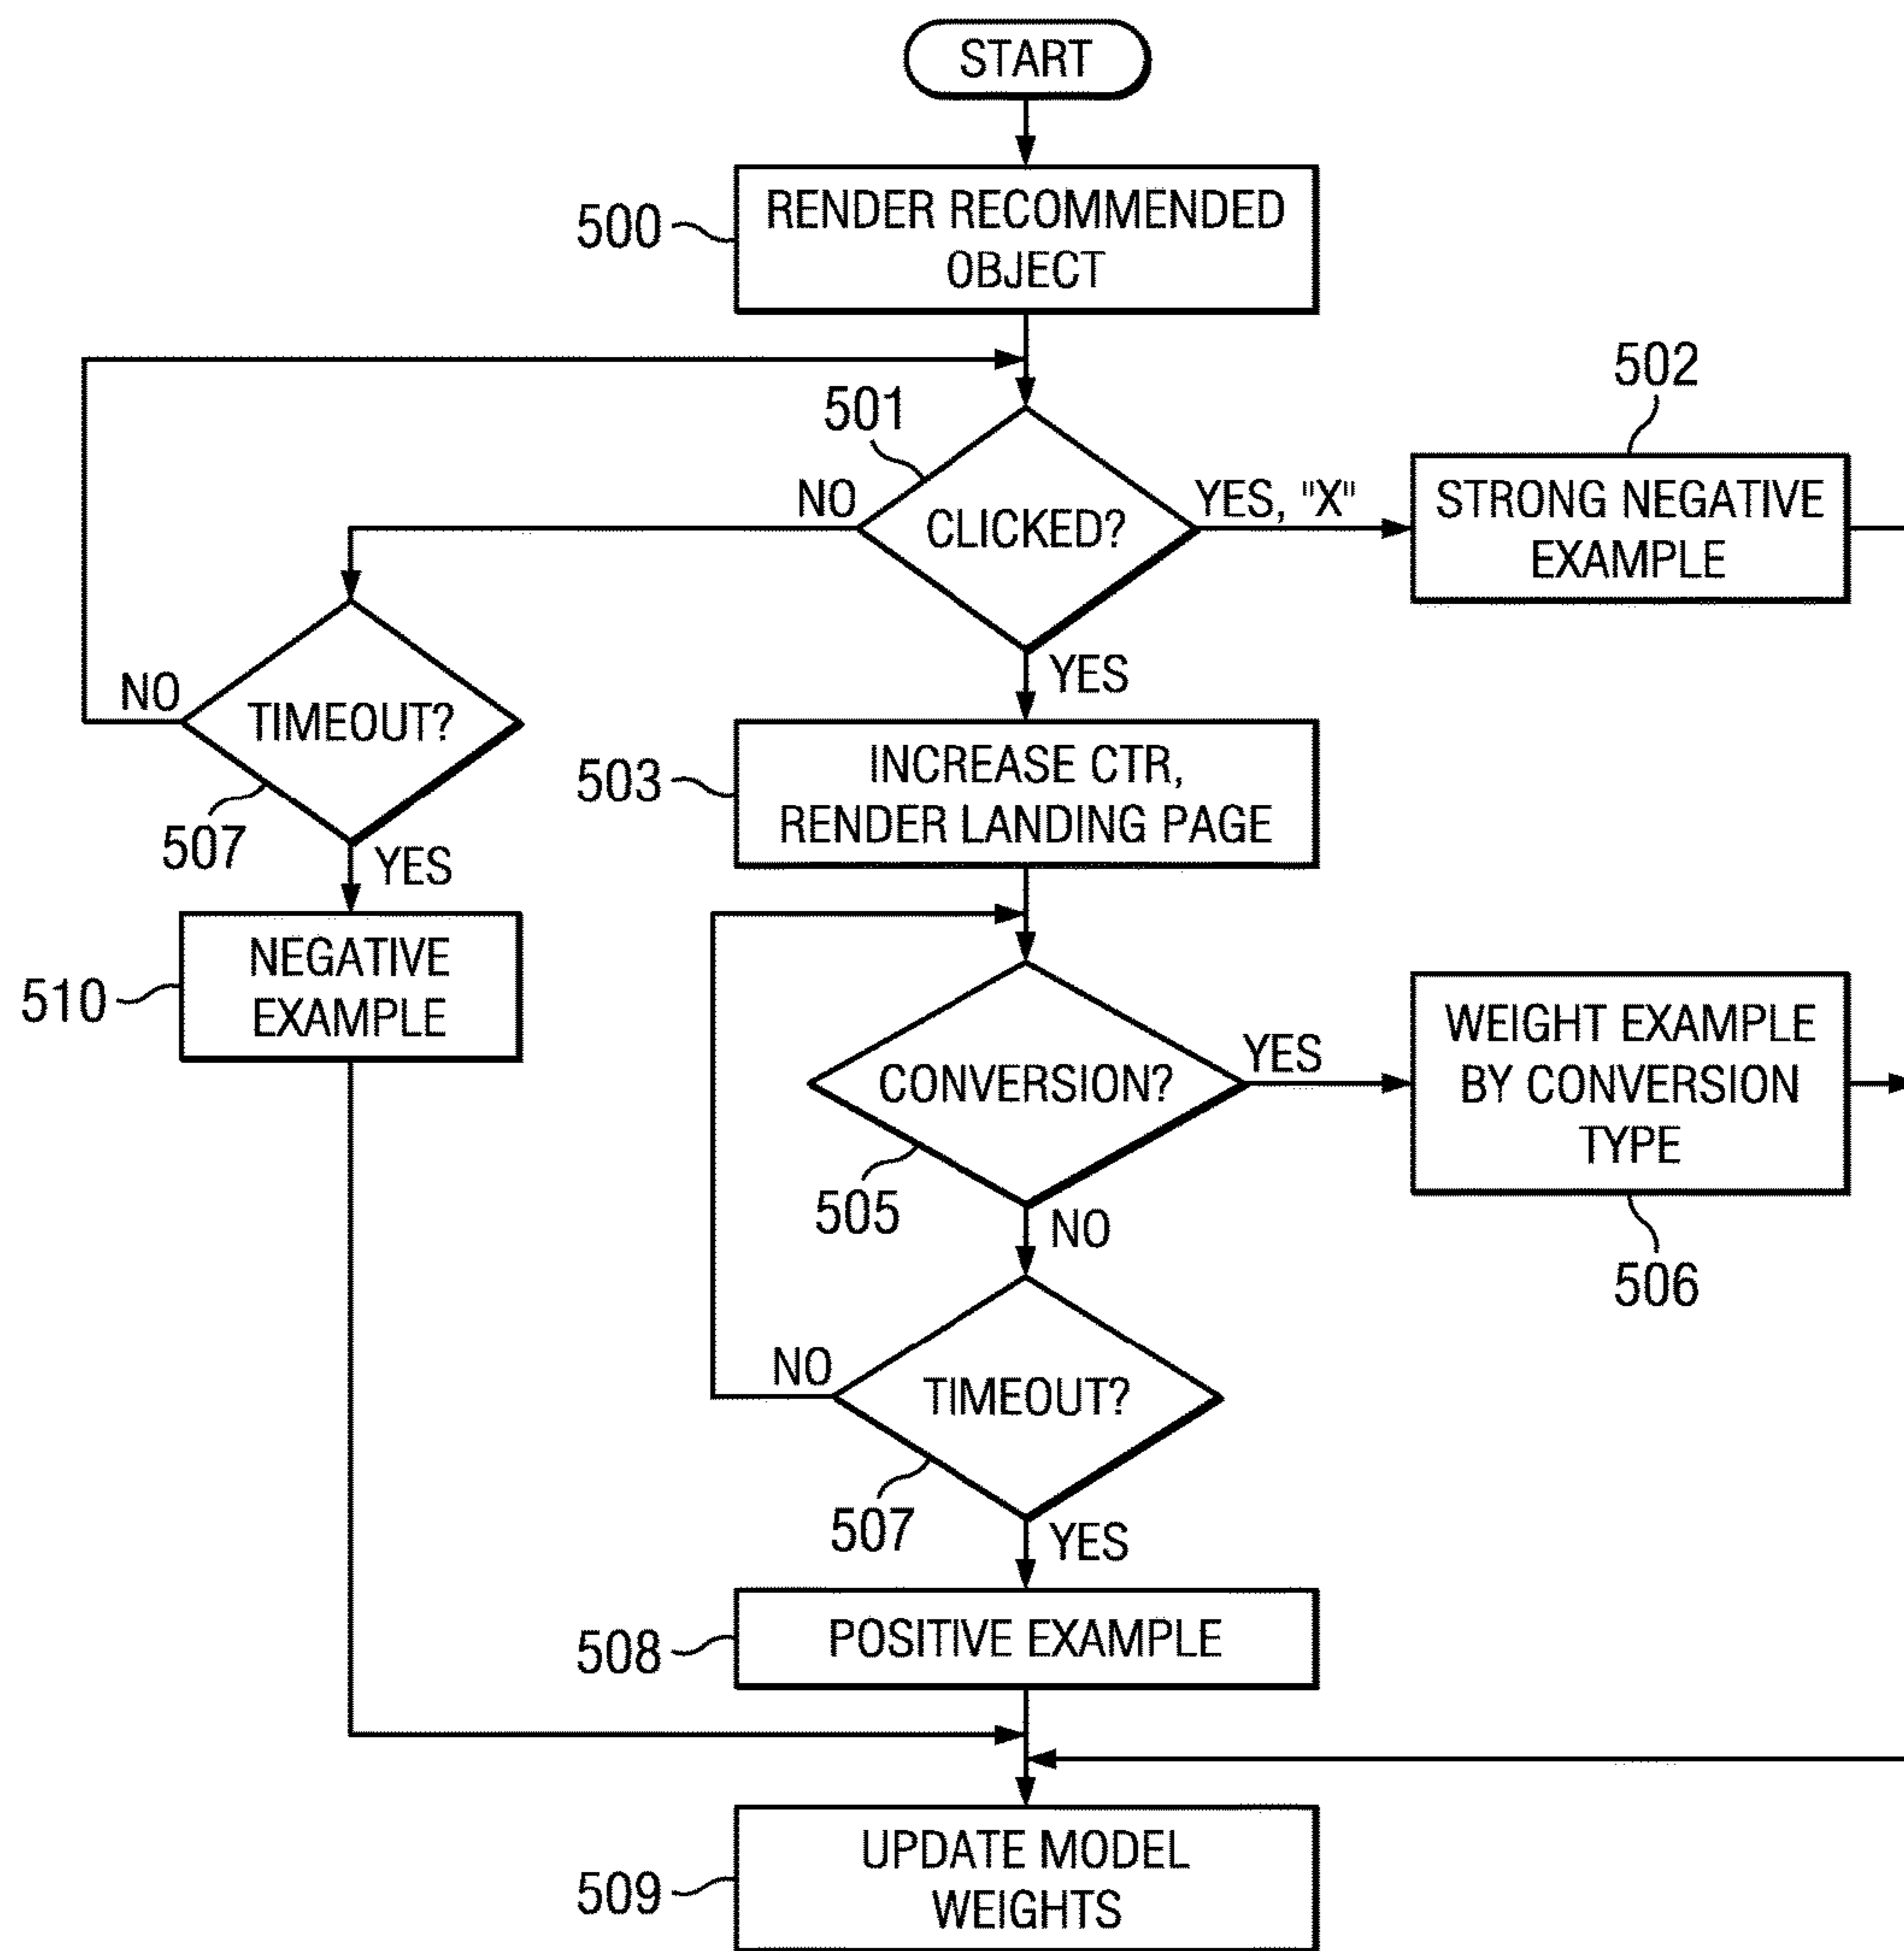 START
500
RENDER RECOMMENDED
OBJECT
501
502
NO
CLICKED?
YES, "X"
STRONG NEGATIVE
EXAMPLE
NO
TIMEOUT?
507
YES
YES
503
INCREASE CTR,
RENDER LANDING PAGE
510
NEGATIVE
EXAMPLE
CONVERSION?
505
YES
WEIGHT EXAMPLE
BY CONVERSION
TYPE
506
NO
NO
TIMEOUT?
507
YES
508
POSITIVE EXAMPLE
509
UPDATE MODEL
WEIGHTS